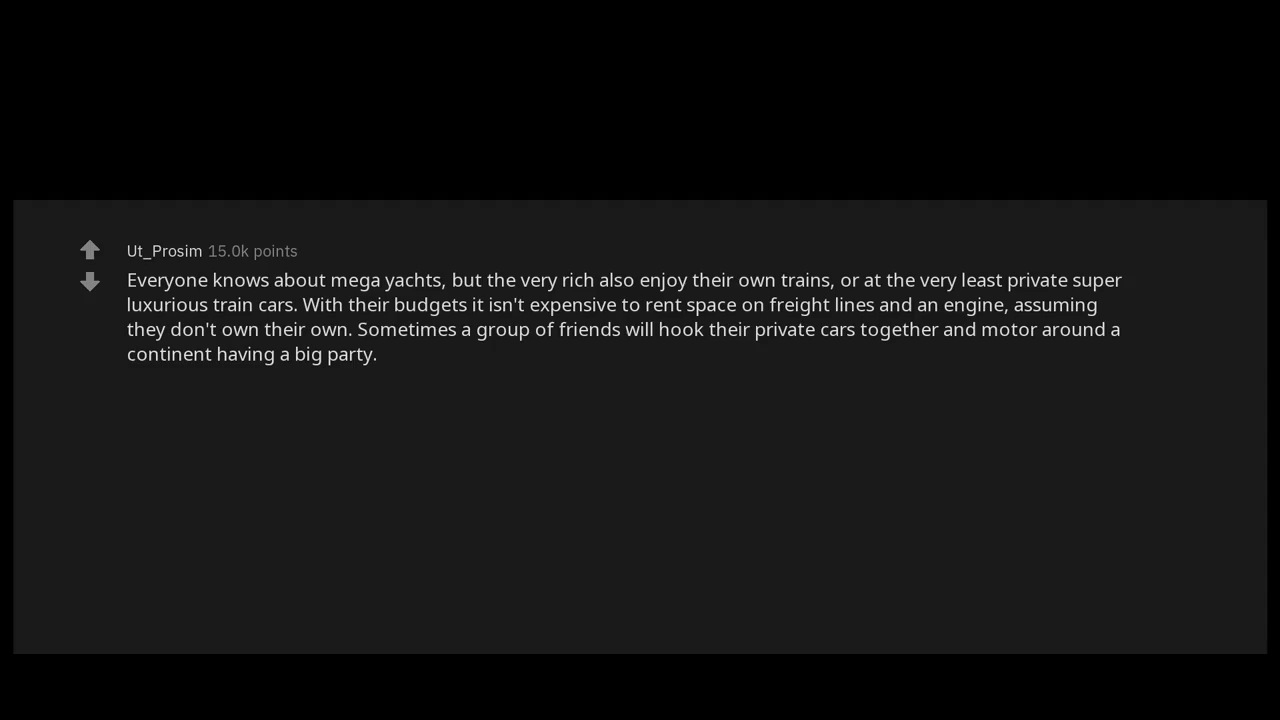 Ut_Prosim 15.0k points
Everyone knows about mega yachts, but the very rich also enjoy their own trains, or at the very least private super
luxurious train cars. With their budgets it isn't expensive to rent space on freight lines and an engine, assuming
they don't own their own. Sometimes a group of friends will hook their private cars together and motor around a
continent having a big party.